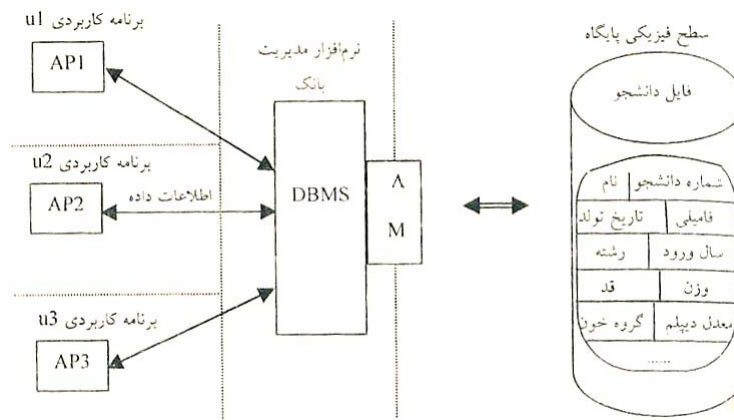 برنامه کاربردی u1
AP1
برنامه کاربردی u2
AP2
اطلاعات داده
برنامه کاربردی u3
AP3
نرم‌افزار مدیریت
بانک
DBMS
A
M
سطح فیزیکی پایگاه
فایل دانشجو
شماره دانشجو نام
فامیلی تاریخ تولد
سال ورود رشته
وزن قد
معدل دیپلم گروه خون
......